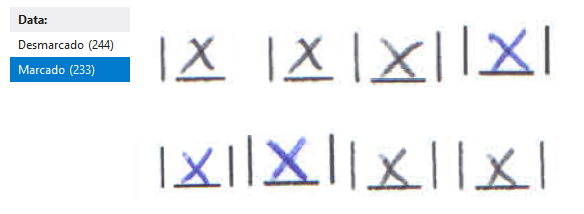 Data:
Desmarcado (244)
Marcado (233)
|X| |X |X| |X|
|X| |X| |X| |X|